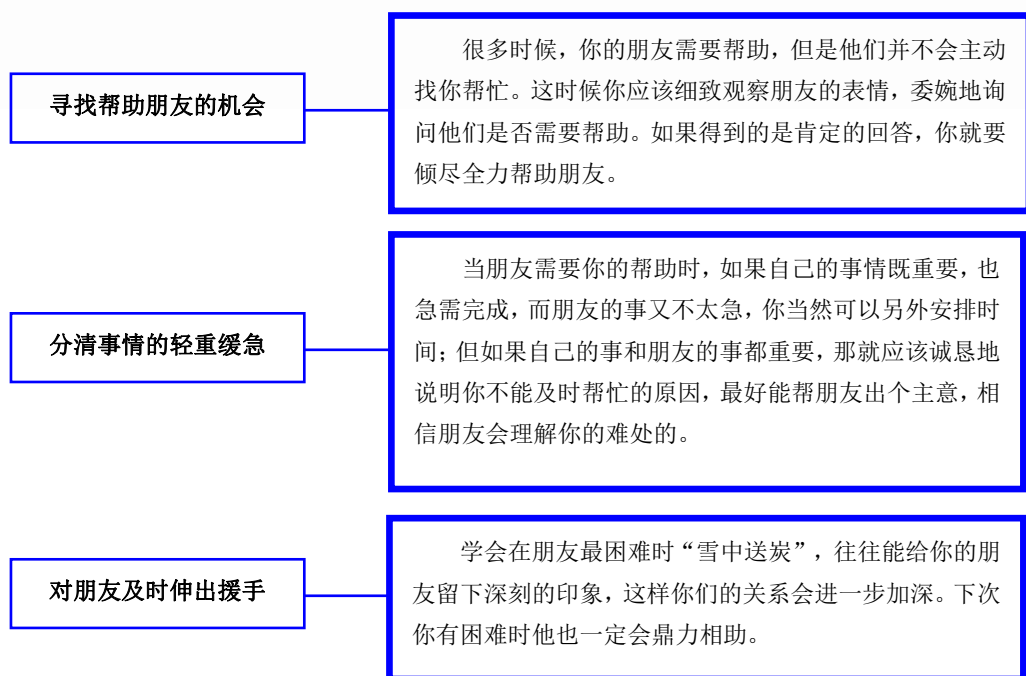 寻找帮助朋友的机会
很多时候，你的朋友需要帮助，但是他们并不会主动
找你帮忙。这时候你应该细致观察朋友的表情，委婉地询
问他们是否需要帮助。如果得到的是肯定的回答，你就要
倾尽全力帮助朋友。
分清事情的轻重缓急
当朋友需要你的帮助时，如果自己的事情既重要，也
急需完成，而朋友的事又不太急，你当然可以另外安排时
间；但如果自己的事和朋友的事都重要，那就应该诚恳地
说明你不能及时帮忙的原因，最好能帮朋友出个主意，相
信朋友会理解你的难处的。
对朋友及时伸出援手
学会在朋友最困难时“雪中送炭”，往往能给你的朋
友留下深刻的印象，这样你们的关系会进一步加深。下次
你有困难时他也一定会鼎力相助。